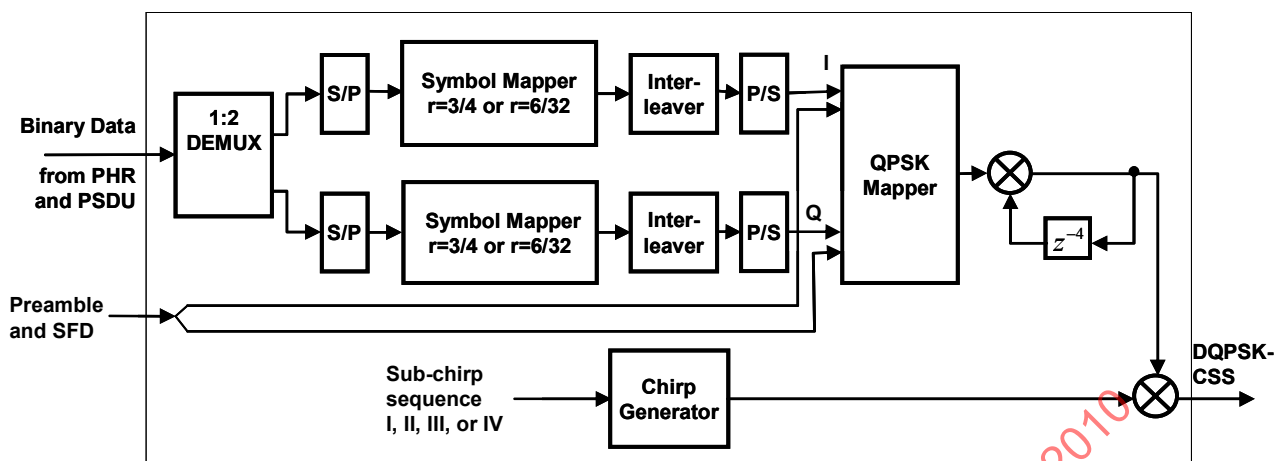 Binary Data
from PHR
and PSDU
1:2
DEMUX
S/P
Symbol Mapper
r=3/4 or r=6/32
Inter-
leaver
P/S
I
S/P
Symbol Mapper
r=3/4 or r=6/32
Inter-
leaver
P/S
Q
QPSK
Mapper
z⁻⁴
Preamble
and SFD
Sub-chirp
sequence
I, II, III, or IV
Chirp
Generator
DQPSK-
CSS
2010